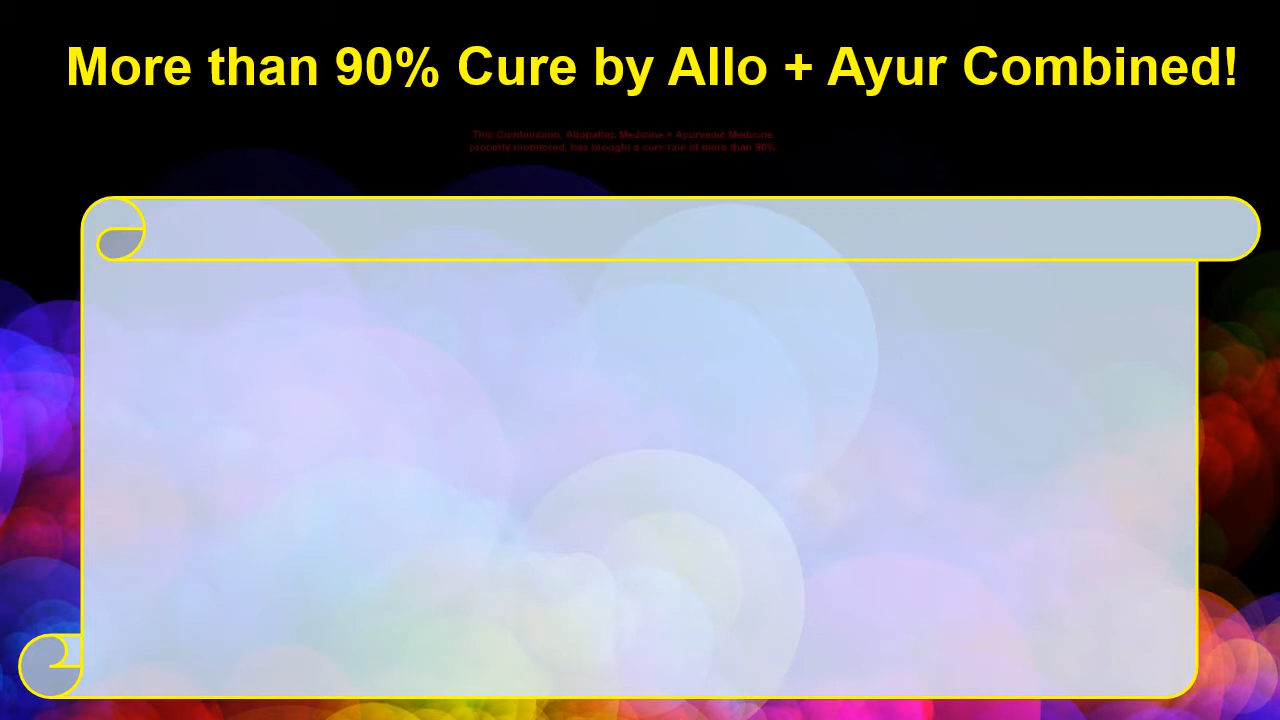 More than 90% Cure by Allo + Ayur Combined!
This Combination, Allopathic Medicine + Ayurvedic Medicine
properly monitored, has brought a cure rate of more than 90%